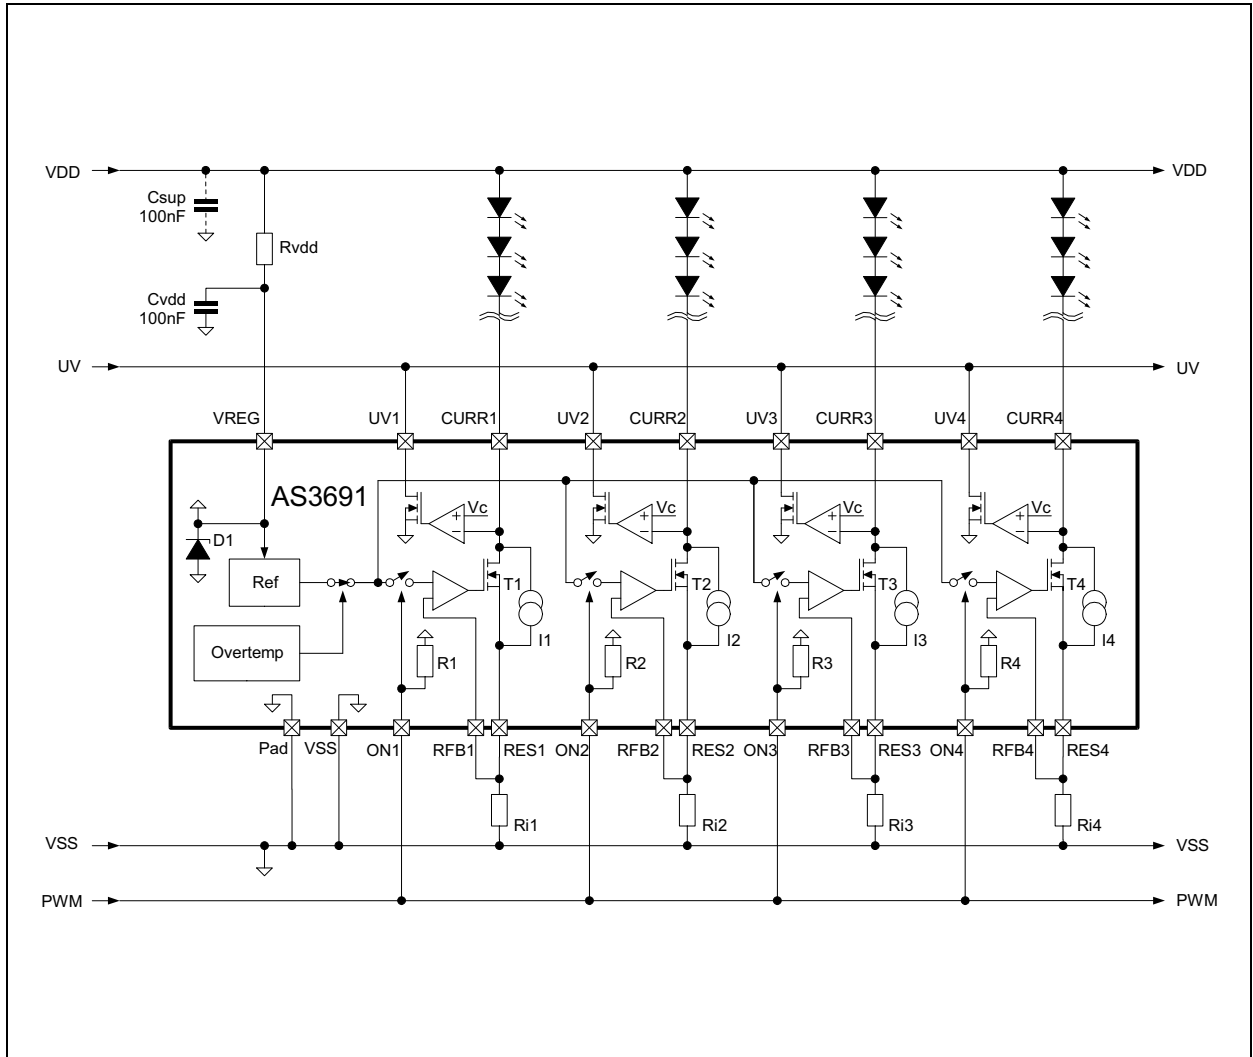 VDD
VDD
Csup
100nF
Rvdd
Cvdd
100nF
UV
UV
VREG
UV1
CURR1
UV2
CURR2
UV3
CURR3
UV4
CURR4
AS3691
Vc
+
−
Vc
+
−
Vc
+
−
Vc
+
−
D1
Ref
T1
T2
T3
T4
Overtemp
I1
I2
I3
I4
R1
R2
R3
R4
Pad
VSS
ON1
RFB1
RES1
ON2
RFB2
RES2
ON3
RFB3
RES3
ON4
RFB4
RES4
Ri1
Ri2
Ri3
Ri4
VSS
VSS
PWM
PWM